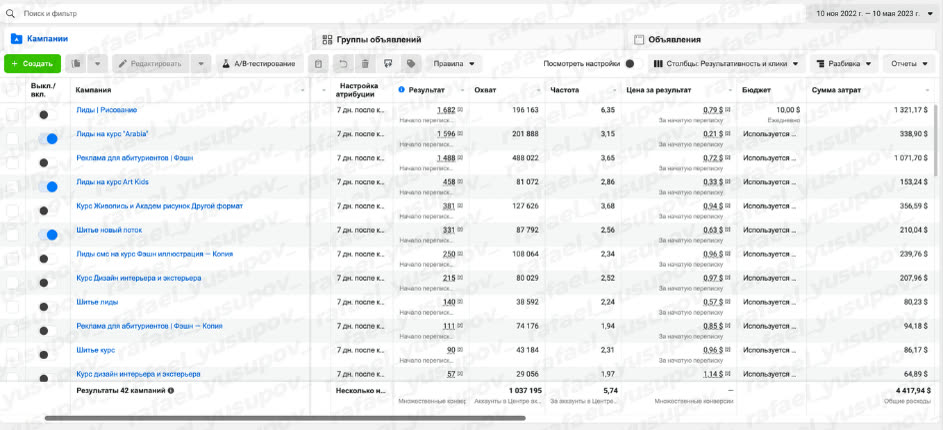 Поиск и фильтр
10 ноя 2022 г. — 10 мая 2023 г.
Кампании
Группы объявлений
Объявления
+ Создать
Редактировать
A/B-тестирование
Правила
Посмотреть настройки
Столбцы: Результативность и клики
Разбивка
Отчеты
Выкл./вкл. Кампания Настройка атрибуции Результат Охват Частота Цена за результат Бюджет Сумма затрат
Лиды | Рисование 7 дн. после к... 1 682 196 163 6,35 0,79 $ 10,00 $ 1 321,17 $
Начало переписк... За начатую переписку Ежедневно
Лиды на курс "Arabia" 7 дн. после к... 1 596 201 888 3,15 0,21 $ Используется ... 338,90 $
Начало переписк... За начатую переписку
Реклама для абитуриентов | Фэшн 7 дн. после к... 1 488 488 022 3,65 0,72 $ Используется ... 1 071,70 $
Начало переписк... За начатую переписку
Лиды на курс Art Kids 7 дн. после к... 458 81 072 2,86 0,33 $ Используется ... 153,24 $
Начало переписк... За начатую переписку
Курс Живопись и Академ рисунок Другой формат 7 дн. после к... 381 127 626 3,68 0,94 $ Используется ... 356,59 $
Начало переписк... За начатую переписку
Шитье новый поток 7 дн. после к... 331 87 792 2,56 0,63 $ Используется ... 210,04 $
Начало переписк... За начатую переписку
Лиды смс на курс Фэшн иллюстрация — Копия 7 дн. после к... 250 108 064 2,34 0,96 $ Используется ... 239,76 $
Начало переписк... За начатую переписку
Курс Дизайн интерьера и экстерьера 7 дн. после к... 215 80 029 2,52 0,97 $ Используется ... 207,96 $
Начало переписк... За начатую переписку
Шитье лиды 7 дн. после к... 140 38 592 2,24 0,57 $ Используется ... 80,23 $
Начало переписк... За начатую переписку
Реклама для абитуриентов | Фэшн — Копия 7 дн. после к... 111 74 176 1,94 0,85 $ Используется ... 94,18 $
Начало переписк... За начатую переписку
Шитье курс 7 дн. после к... 90 43 184 2,31 0,96 $ Используется ... 86,17 $
Начало переписк... За начатую переписку
Курс дизайн интерьера и экстерьера 7 дн. после к... 57 29 056 1,97 1,14 $ Используется ... 64,89 $
Результаты 42 кампаний Несколько н... — 1 037 195 5,74 — 4 417,94 $
Множественные конверс Аккаунты в Центре ак... За аккаунты в Центре... Множественные конверсии Общие расходы
rafael_yusupov_